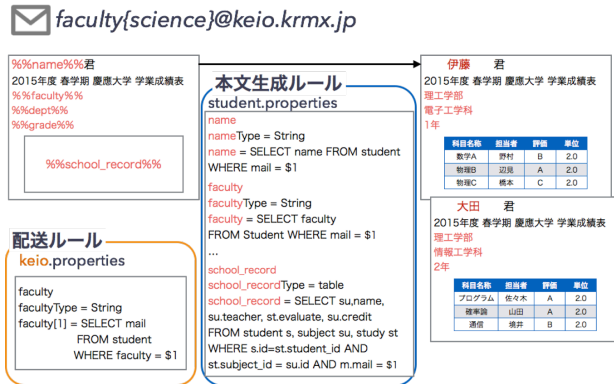 faculty{science}@keio.krmx.jp
%%name%%君
2015年度 春学期 慶應大学 学業成績表
%%faculty%%
%%dept%%
%%grade%%
%%school_record%%
配送ルール
keio.properties
faculty
facultyType = String
faculty[1] = SELECT mail
FROM student
WHERE faculty = $1
本文生成ルール
student.properties
name
nameType = String
name = SELECT name FROM student
WHERE mail = $1
faculty
facultyType = String
faculty = SELECT faculty
FROM Student WHERE mail = $1
...
school_record
school_recordType = table
school_record = SELECT su,name,
su.teacher, st.evaluate, su.credit
FROM student s, subject su, study st
WHERE s.id=st.student_id AND
st.subject_id = su.id AND m.mail = $1
伊藤 君
2015年度 春学期 慶應大学 学業成績表
理工学部
電子工学科
1年
科目名称 担当者 評価 単位
数学A 野村 B 2.0
物理B 辺見 A 2.0
物理C 橋本 C 2.0
大田 君
2015年度 春学期 慶應大学 学業成績表
理工学部
情報工学科
2年
科目名称 担当者 評価 単位
プログラム 佐々木 A 2.0
確率論 山田 A 2.0
通信 境井 B 2.0